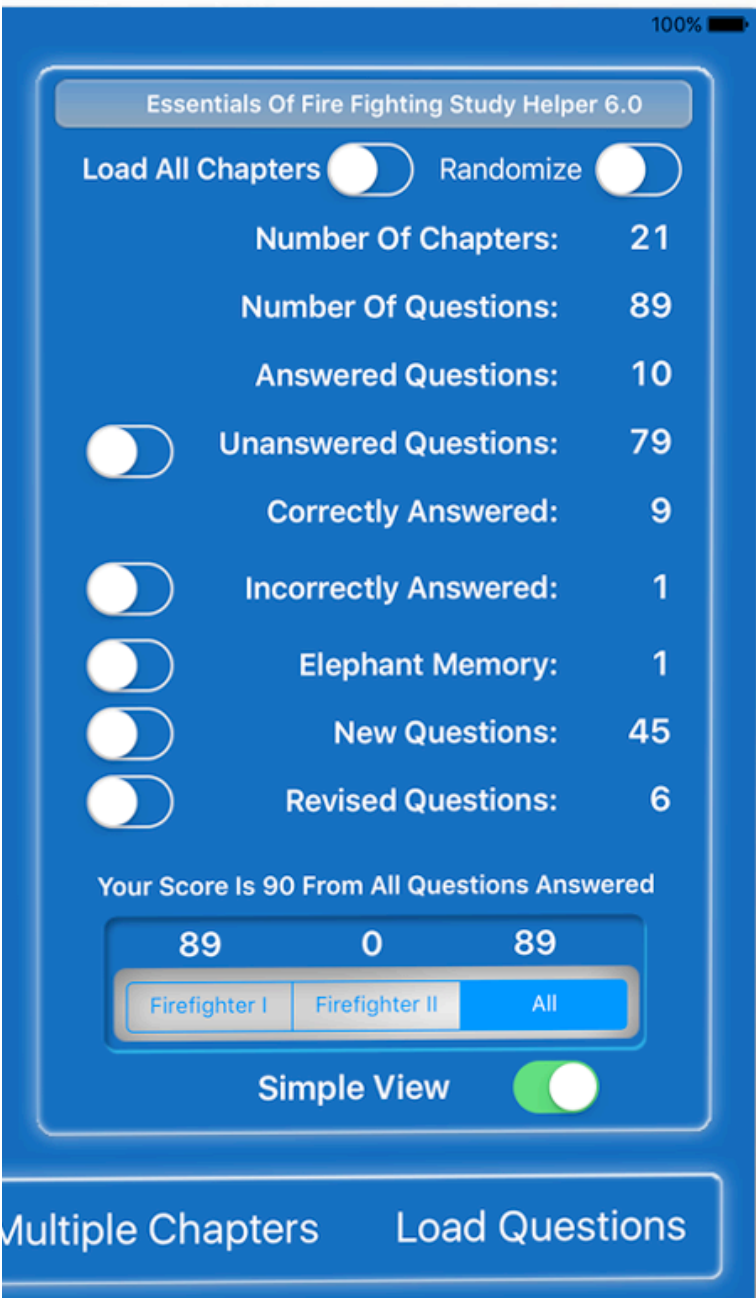 100%
Essentials Of Fire Fighting Study Helper 6.0
Load All Chapters Randomize
Number Of Chapters: 21
Number Of Questions: 89
Answered Questions: 10
Unanswered Questions: 79
Correctly Answered: 9
Incorrectly Answered: 1
Elephant Memory: 1
New Questions: 45
Revised Questions: 6
Your Score Is 90 From All Questions Answered
89 0 89
Firefighter I Firefighter II All
Simple View
Multiple Chapters Load Questions